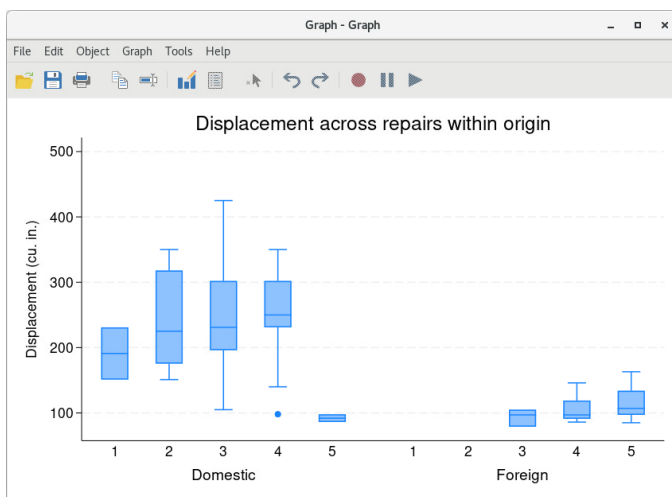 Graph - Graph
File Edit Object Graph Tools Help
Displacement across repairs within origin
Displacement (cu. in.)
500
400
300
200
100
1 2 3 4 5 1 2 3 4 5
Domestic Foreign